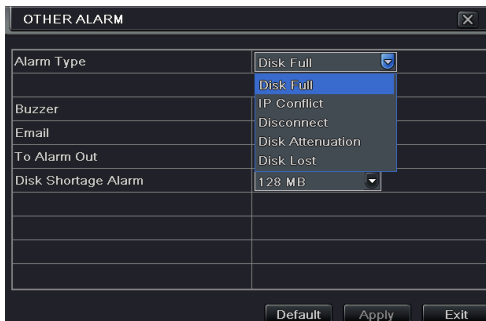 OTHER ALARM
Alarm Type Disk Full
Disk Full
Buzzer IP Conflict
Disconnect
Email Disk Attenuation
To Alarm Out Disk Lost
Disk Shortage Alarm 128 MB
Default Apply Exit